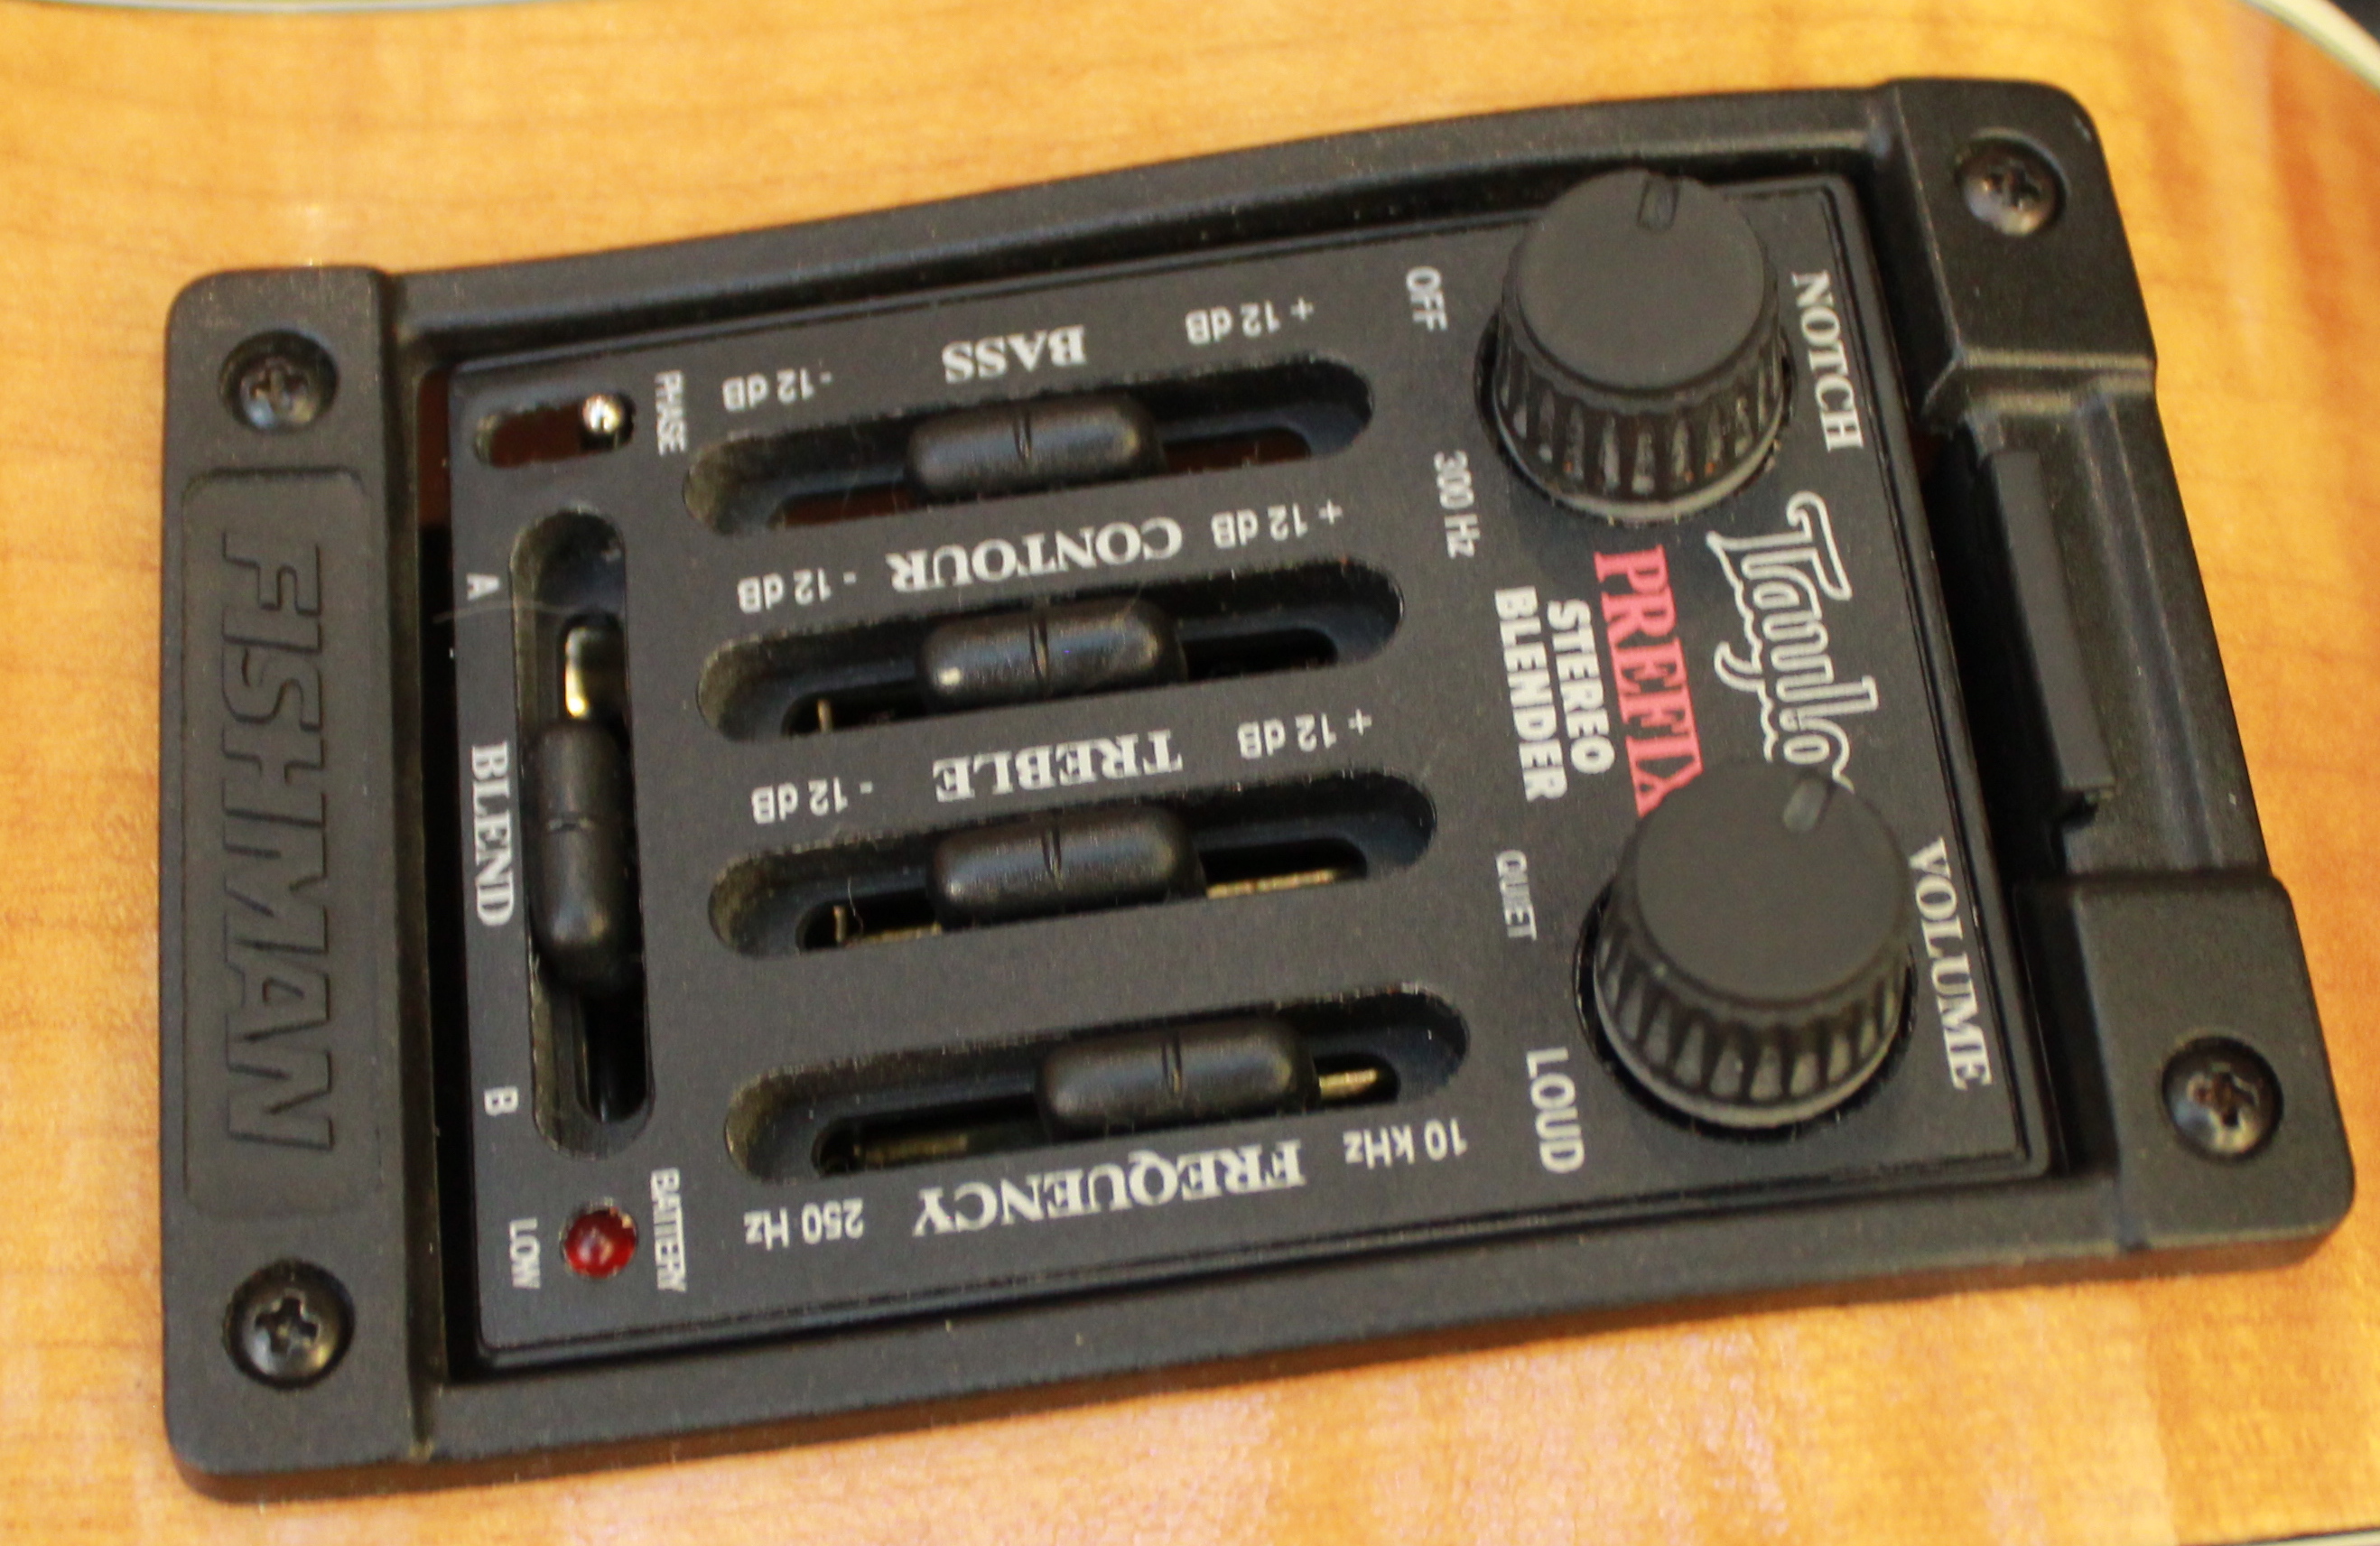 FISHMAN
PHASE
A
BLEND
B
BATTERY
LOW
BASS
-12 dB
+12 dB
CONTOUR
-12 dB
+12 dB
TREBLE
-12 dB
+12 dB
FREQUENCY
250 Hz
10 kHz
NOTCH
OFF
300 Hz
Takamine
PREFIX
STEREO
BLENDER
VOLUME
QUIET
LOUD